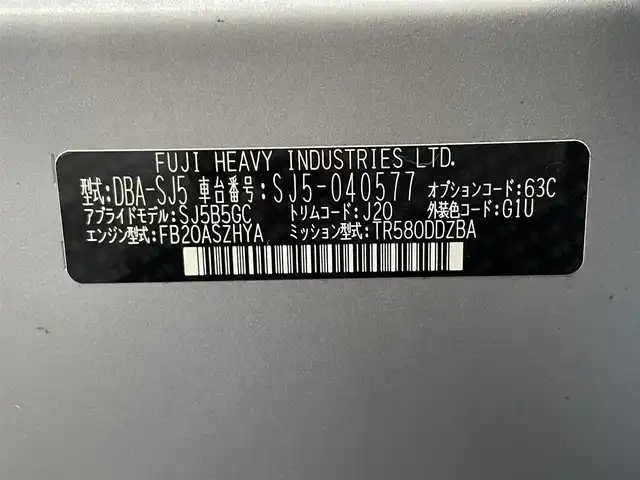 FUJI HEAVY INDUSTRIES LTD.
型式:DBA-SJ5 車台番号:SJ5-040577 オプションコード:63C
アプライドモデル:SJ5B5GC トリムコード:J20 外装色コード:G1U
エンジン型式:FB20ASZHYA ミッション型式:TR580DDZBA